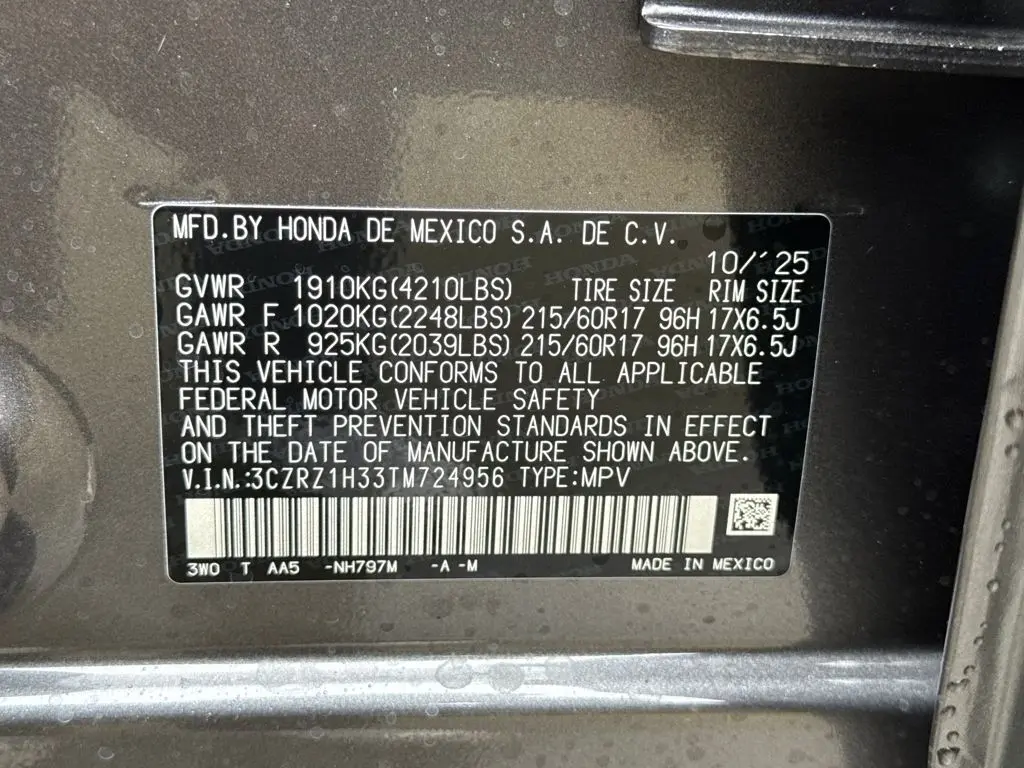 MFD.BY HONDA DE MEXICO S.A. DE C.V.
10/´25
GVWR 1910KG(4210LBS) TIRE SIZE RIM SIZE
GAWR F 1020KG(2248LBS) 215/60R17 96H 17X6.5J
GAWR R 925KG(2039LBS) 215/60R17 96H 17X6.5J
THIS VEHICLE CONFORMS TO ALL APPLICABLE
FEDERAL MOTOR VEHICLE SAFETY
AND THEFT PREVENTION STANDARDS IN EFFECT
ON THE DATE OF MANUFACTURE SHOWN ABOVE.
V.I.N.:3CZRZ1H33TM724956 TYPE:MPV
3W0 T AA5 -NH797M -A -M MADE IN MEXICO